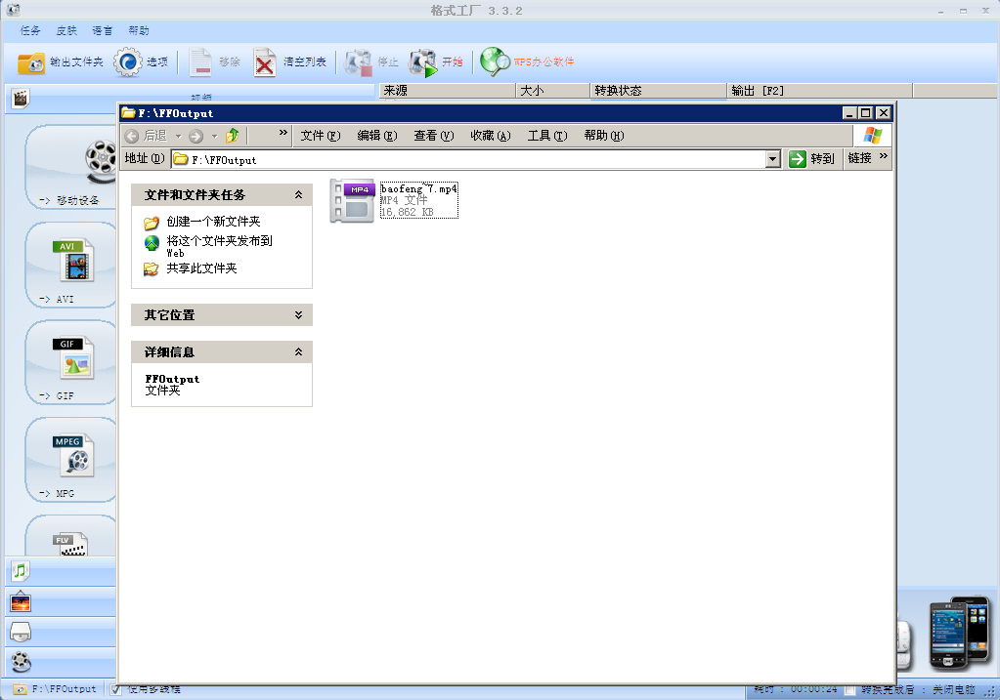 格式工厂 3.3.2
任务 皮肤 语言 帮助
输出文件夹 选项 移除 清空列表 停止 开始 WPS办公软件
来源 大小 转换状态 输出 [F2]
视频
-> 移动设备
AVI
-> AVI
GIF
-> GIF
MPEG
-> MPG
FLV
F:\FFOutput
后退 » 文件(F) 编辑(E) 查看(V) 收藏(A) 工具(T) 帮助(H)
地址(D) F:\FFOutput 转到 链接 »
文件和文件夹任务
创建一个新文件夹
将这个文件夹发布到
Web
共享此文件夹
其它位置
详细信息
FFOutput
文件夹
MP4
baofeng~7.mp4
MP4 文件
16,862 KB
F:\FFOutput 使用多线程 耗时 : 00:00:24 转换完成后 : 关闭电脑